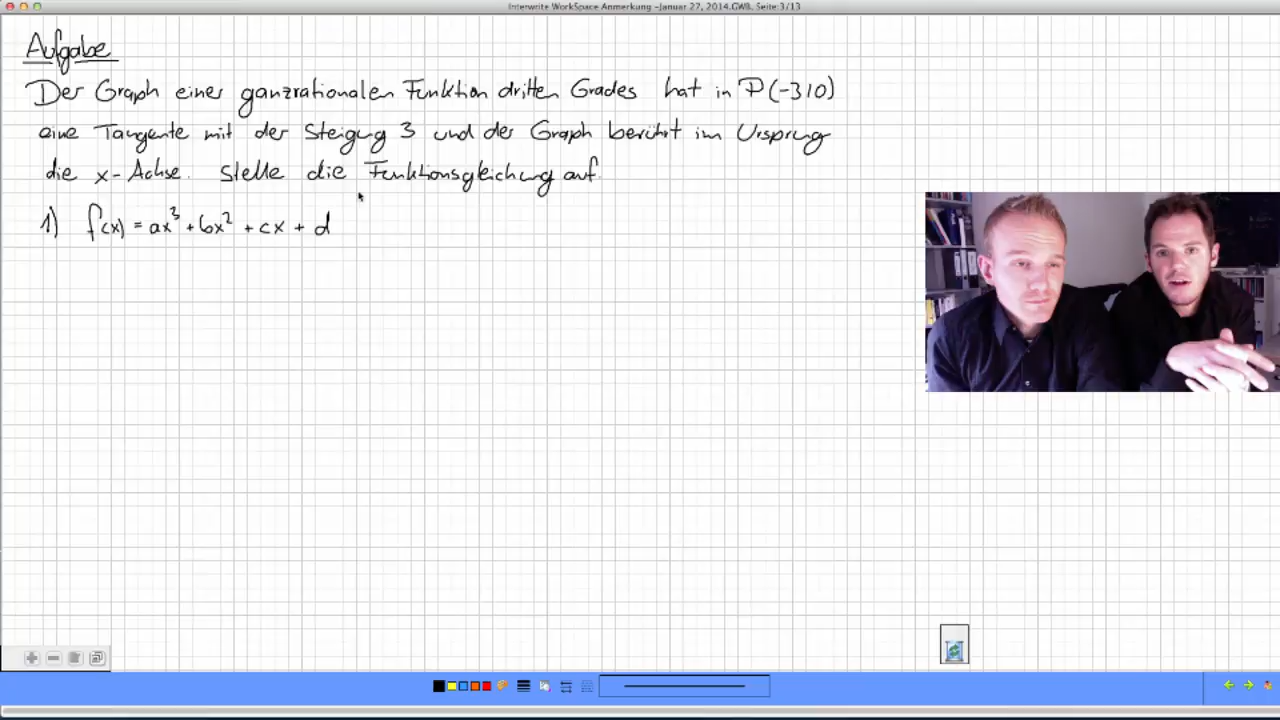 Interwrite WorkSpace Anmerkung -Januar 27, 2014.GWB, Seite:3/13
Aufgabe
Der Graph einer ganzrationalen Funktion dritten Grades hat in P(-3|0)
eine Tangente mit der Steigung 3 und der Graph berührt im Ursprung
die x-Achse. Stelle die Funktionsgleichung auf.
1) f(x) = ax³ + bx² + cx + d